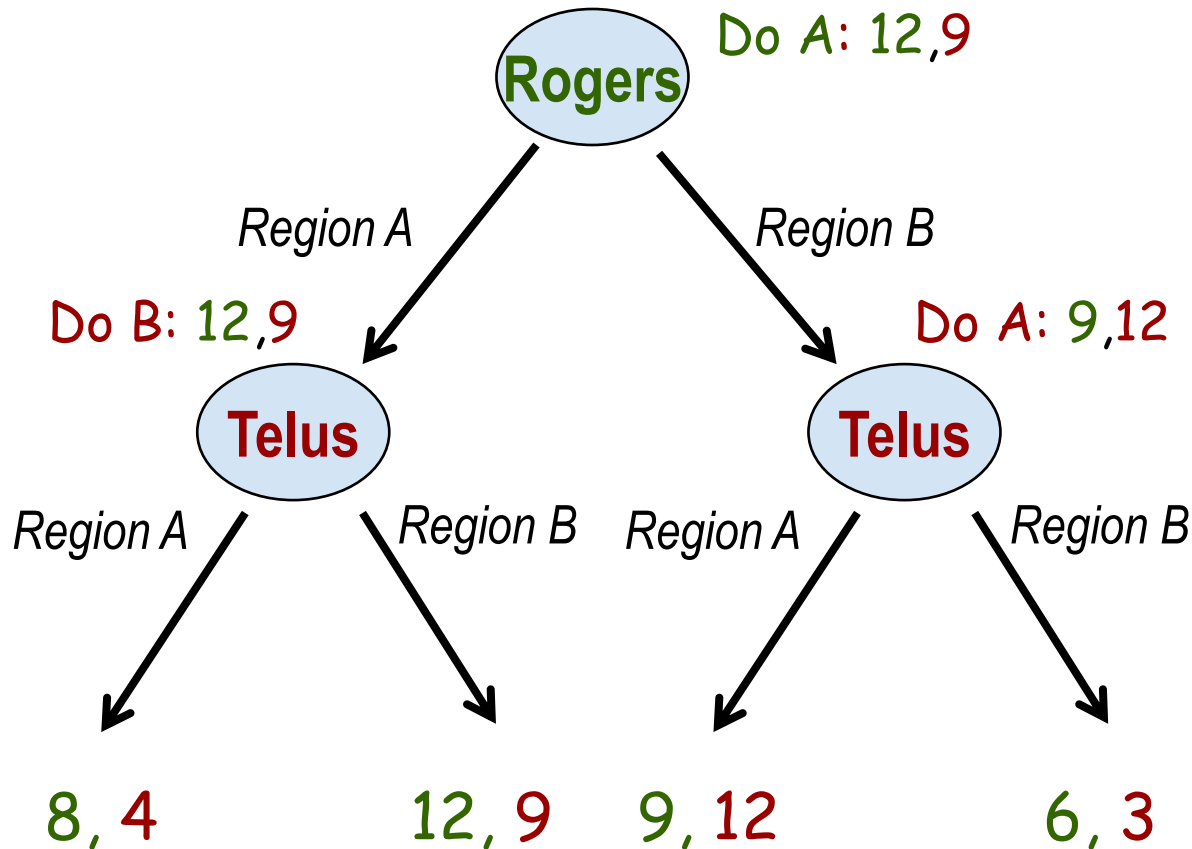 Do A: 12,9
Rogers
Region A
Region B
Do B: 12,9
Do A: 9,12
Telus
Telus
Region A
Region B
Region A
Region B
8, 4
12, 9
9, 12
6, 3